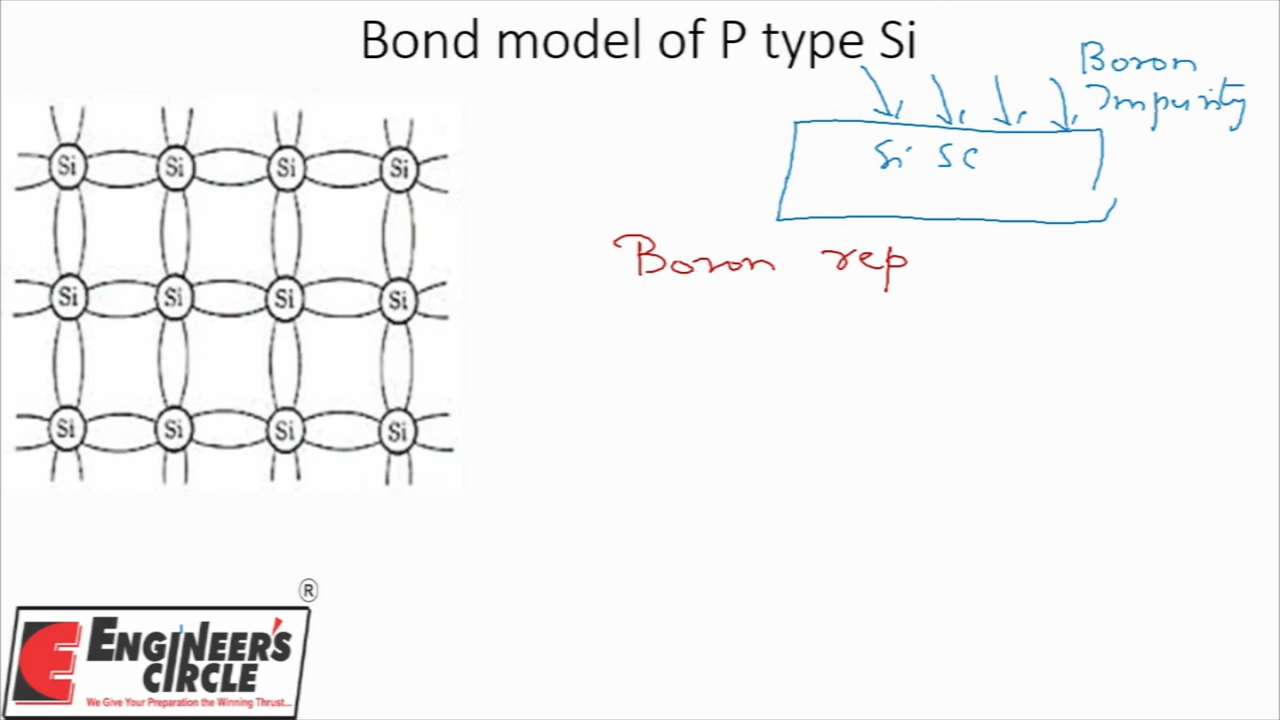 Bond model of P type Si
Boron
Impurity
Si SC
Boron rep
Si Si Si Si
Si Si Si Si
Si Si Si Si
®
ENGINEER'S
CIRCLE
We Give Your Preparation the Winning Thrust...